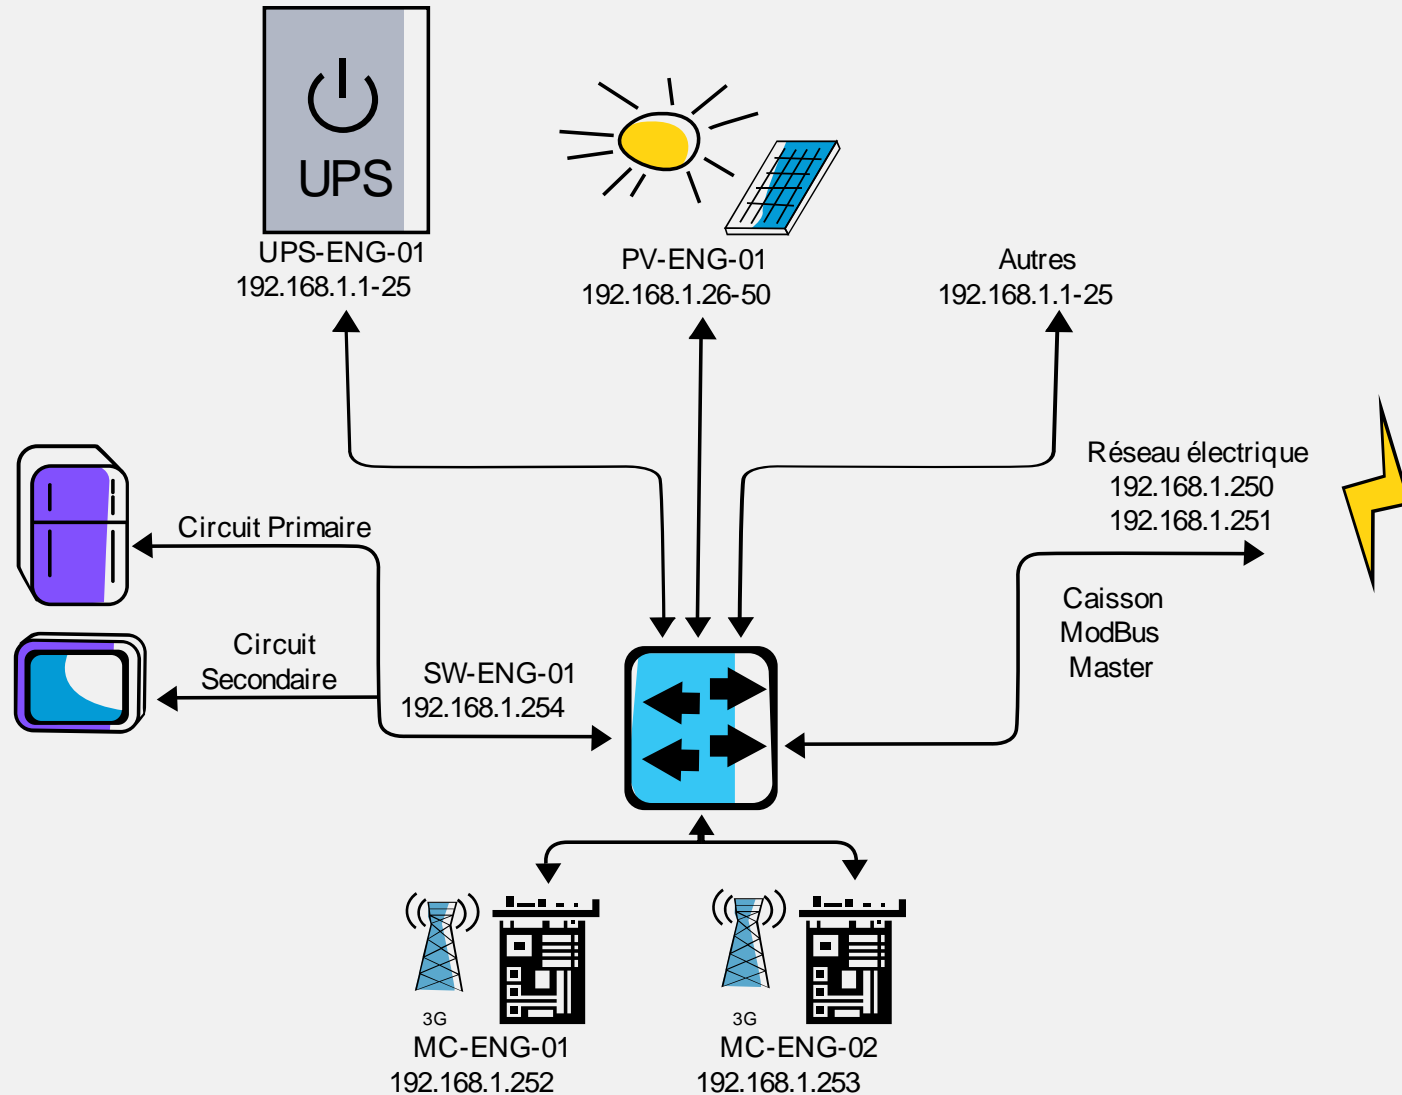 UPS
UPS-ENG-01
192.168.1.1-25
PV-ENG-01
192.168.1.26-50
Autres
192.168.1.1-25
Réseau électrique
192.168.1.250
192.168.1.251
Circuit Primaire
Circuit
Secondaire
SW-ENG-01
192.168.1.254
Caisson
ModBus
Master
3G
MC-ENG-01
192.168.1.252
3G
MC-ENG-02
192.168.1.253